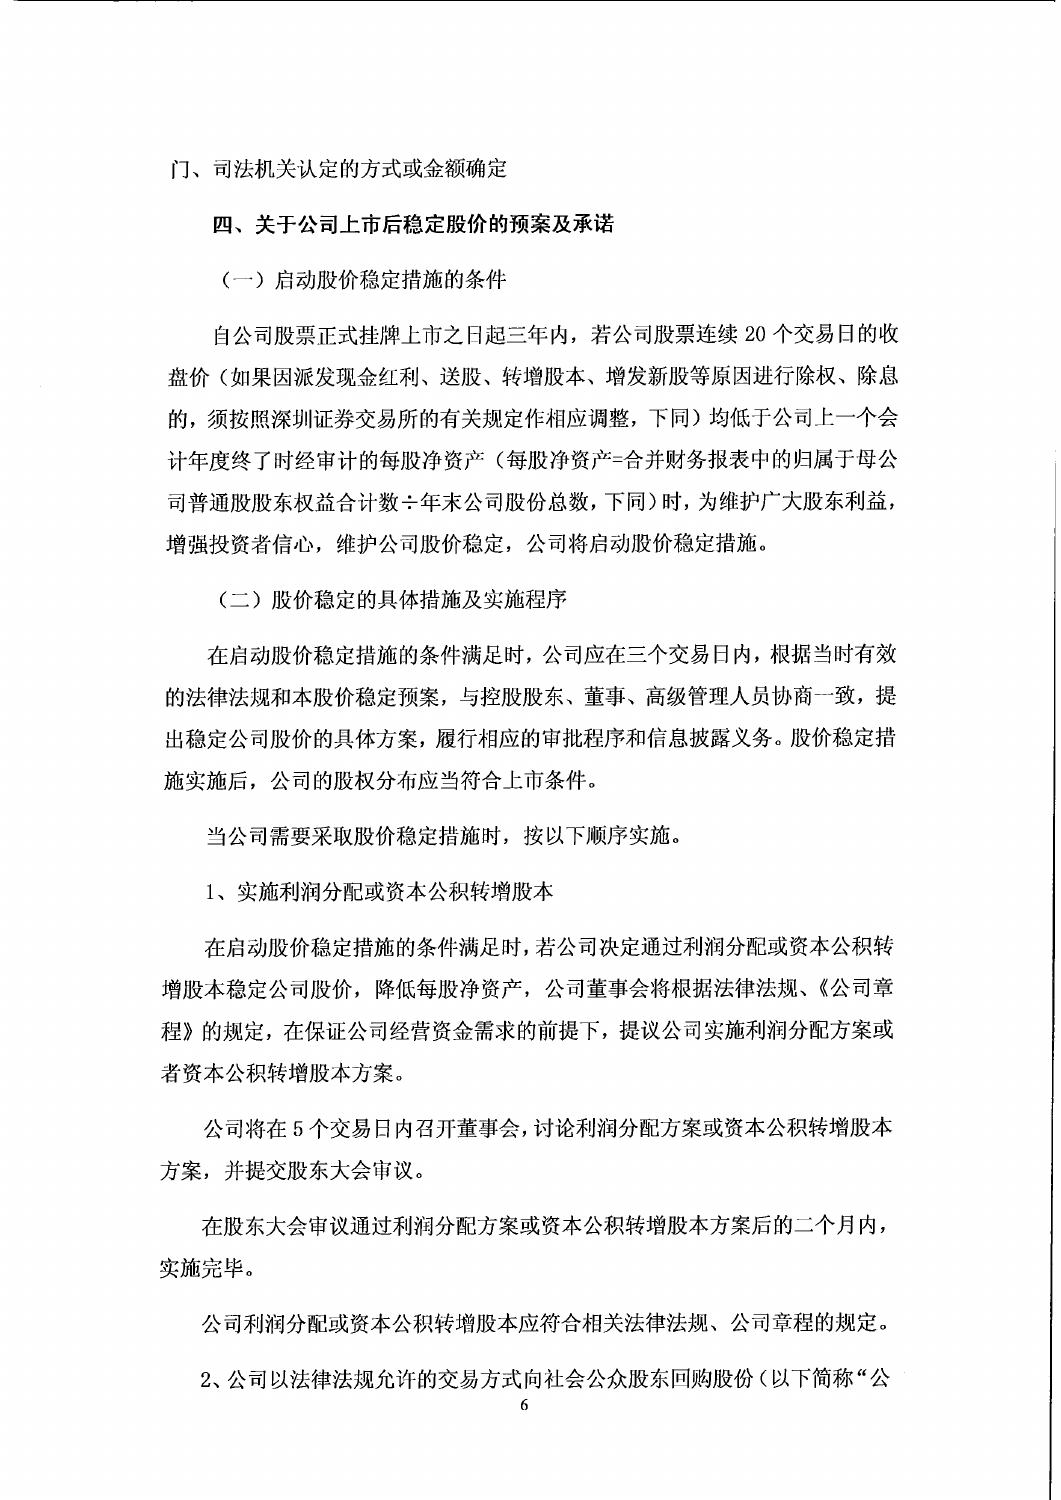 门、司法机关认定的方式或金额确定
四、关于公司上市后稳定股价的预案及承诺
（一）启动股价稳定措施的条件
自公司股票正式挂牌上市之日起三年内，若公司股票连续 20 个交易日的收
盘价（如果因派发现金红利、送股、转增股本、增发新股等原因进行除权、除息
的，须按照深圳证券交易所的有关规定作相应调整，下同）均低于公司上一个会
计年度终了时经审计的每股净资产（每股净资产=合并财务报表中的归属于母公
司普通股股东权益合计数÷年末公司股份总数，下同）时，为维护广大股东利益，
增强投资者信心，维护公司股价稳定，公司将启动股价稳定措施。
（二）股价稳定的具体措施及实施程序
在启动股价稳定措施的条件满足时，公司应在三个交易日内，根据当时有效
的法律法规和本股价稳定预案，与控股股东、董事、高级管理人员协商一致，提
出稳定公司股价的具体方案，履行相应的审批程序和信息披露义务。股价稳定措
施实施后，公司的股权分布应当符合上市条件。
当公司需要采取股价稳定措施时，按以下顺序实施。
1、实施利润分配或资本公积转增股本
在启动股价稳定措施的条件满足时，若公司决定通过利润分配或资本公积转
增股本稳定公司股价，降低每股净资产，公司董事会将根据法律法规、《公司章
程》的规定，在保证公司经营资金需求的前提下，提议公司实施利润分配方案或
者资本公积转增股本方案。
公司将在 5 个交易日内召开董事会，讨论利润分配方案或资本公积转增股本
方案，并提交股东大会审议。
在股东大会审议通过利润分配方案或资本公积转增股本方案后的二个月内，
实施完毕。
公司利润分配或资本公积转增股本应符合相关法律法规、公司章程的规定。
2、公司以法律法规允许的交易方式向社会公众股东回购股份（以下简称“公
6